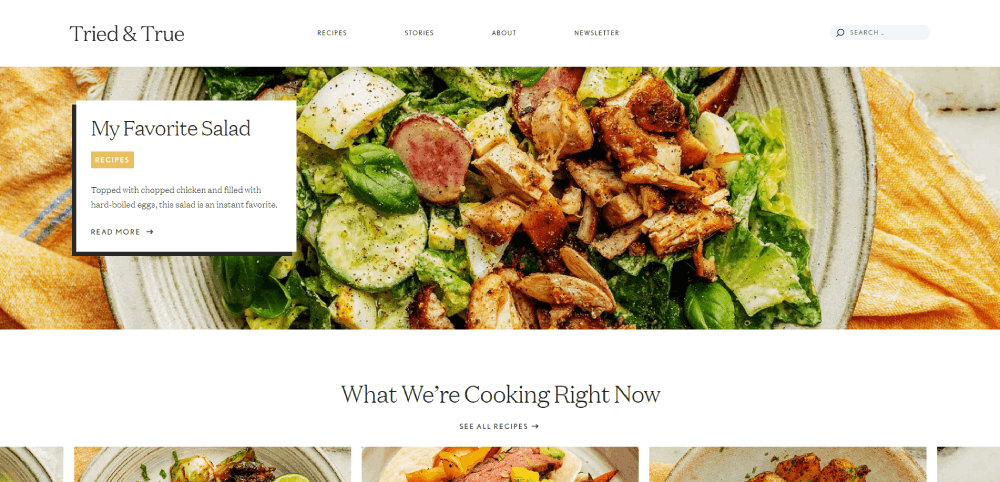 Tried & True
RECIPES
STORIES
ABOUT
NEWSLETTER
SEARCH ..
My Favorite Salad
RECIPES
Topped with chopped chicken and filled with
hard-boiled eggs, this salad is an instant favorite.
READ MORE →
What We’re Cooking Right Now
SEE ALL RECIPES →